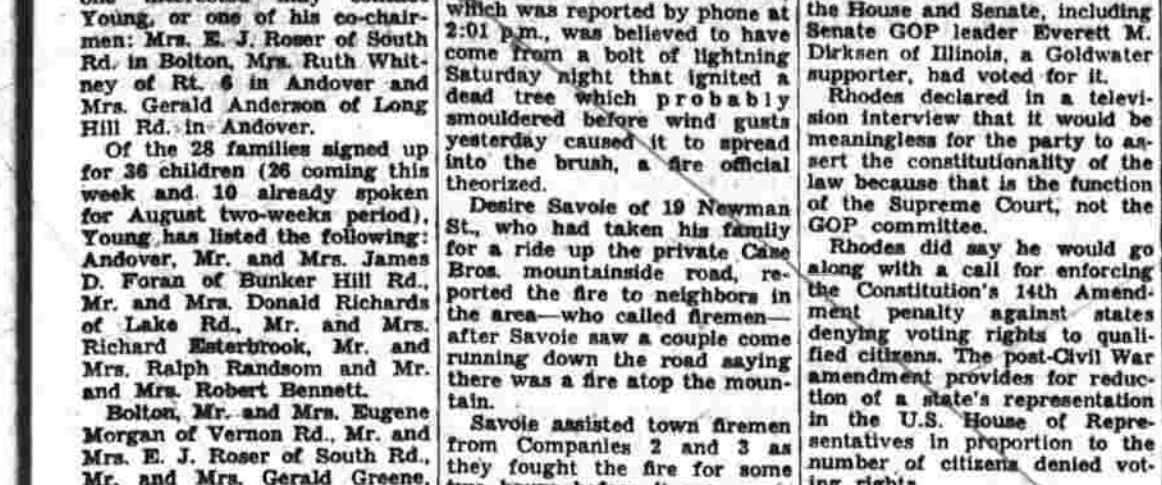 Young, or one of his co-chair-
men: Mrs. E. J. Roser of South
Rd. in Bolton, Mrs. Ruth Whit-
ney of Rt. 6 in Andover and
Mrs. Gerald Anderson of Long
Hill Rd. in Andover.
Of the 28 families signed up
for 36 children (26 coming this
week and 10 already spoken
for August two-weeks period),
Young has listed the following:
Andover, Mr. and Mrs. James
D. Foran of Bunker Hill Rd.,
Mr. and Mrs. Donald Richards
of Lake Rd., Mr. and Mrs.
Richard Esterbrook, Mr. and
Mrs. Ralph Randsom and Mr.
and Mrs. Robert Bennett.
Bolton, Mr. and Mrs. Eugene
Morgan of Vernon Rd., Mr. and
Mrs. E. J. Roser of South Rd.,
Mr. and Mrs. Gerald Greene,
which was reported by phone at
2:01 p.m., was believed to have
come from a bolt of lightning
Saturday night that ignited a
dead tree which probably
smouldered before wind gusts
yesterday caused it to spread
into the brush, a fire official
theorized.
Desire Savoie of 19 Newman
St., who had taken his family
for a ride up the private Case
Bros. mountainside road, re-
ported the fire to neighbors in
the area—who called firemen—
after Savoie saw a couple come
running down the road saying
there was a fire atop the moun-
tain.
Savoie assisted town firemen
from Companies 2 and 3 as
they fought the fire for some
the House and Senate, including
Senate GOP leader Everett M.
Dirksen of Illinois, a Goldwater
supporter, had voted for it.
Rhodes declared in a televi-
sion interview that it would be
meaningless for the party to as-
sert the constitutionality of the
law because that is the function
of the Supreme Court, not the
GOP committee.
Rhodes did say he would go
along with a call for enforcing
the Constitution's 14th Amend-
ment penalty against states
denying voting rights to quali-
fied citizens. The post-Civil War
amendment provides for reduc-
tion of a state's representation
in the U.S. House of Repre-
sentatives in proportion to the
number of citizens denied vot-
ing rights.